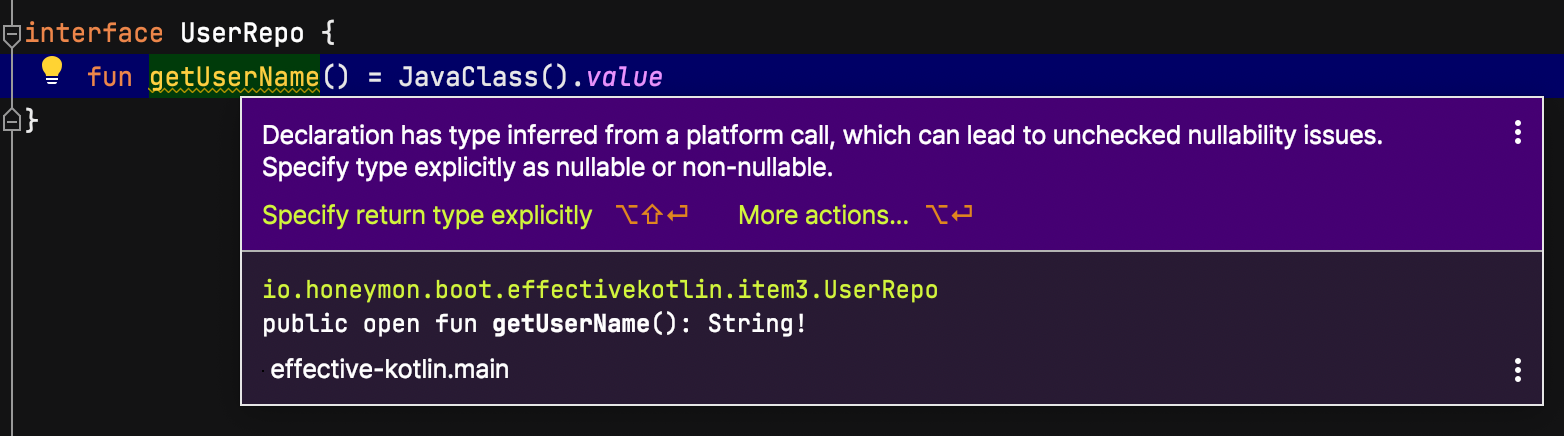 interface UserRepo {
fun getUserName() = JavaClass().value
}
Declaration has type inferred from a platform call, which can lead to unchecked nullability issues.
Specify type explicitly as nullable or non-nullable.
Specify return type explicitly ⌥⇧⏎ More actions... ⌥⏎
io.honeymon.boot.effectivekotlin.item3.UserRepo
public open fun getUserName(): String!
effective-kotlin.main